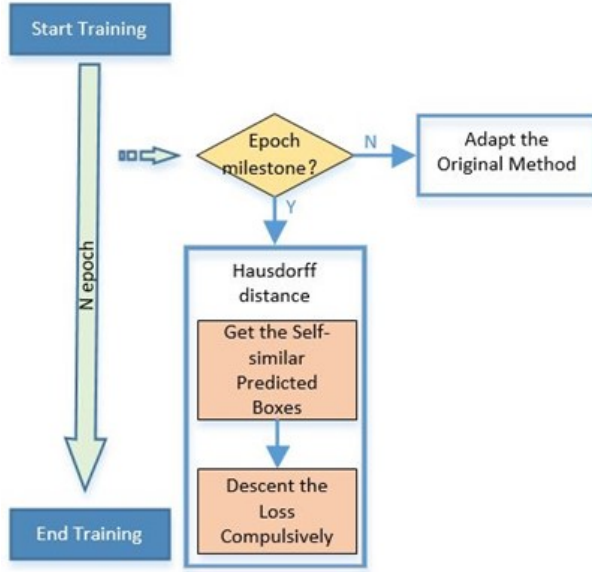 Start Training
Epoch
milestone?
N
Adapt the
Original Method
Y
N epoch
Hausdorff
distance
Get the Self-
similar
Predicted
Boxes
Descent the
Loss
Compulsively
End Training